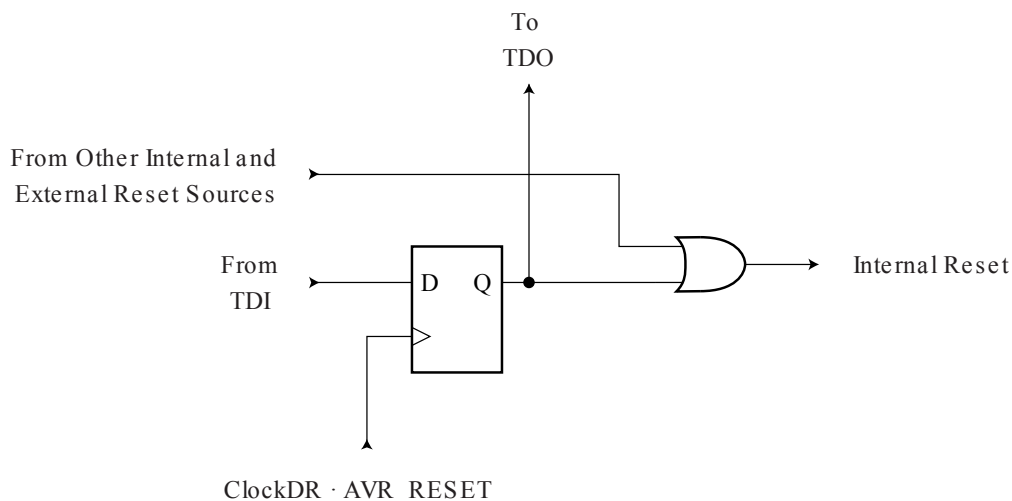 To
TDO
From Other Internal and
External Reset Sources
From
TDI
D Q
Internal Reset
ClockDR · AVR_RESET